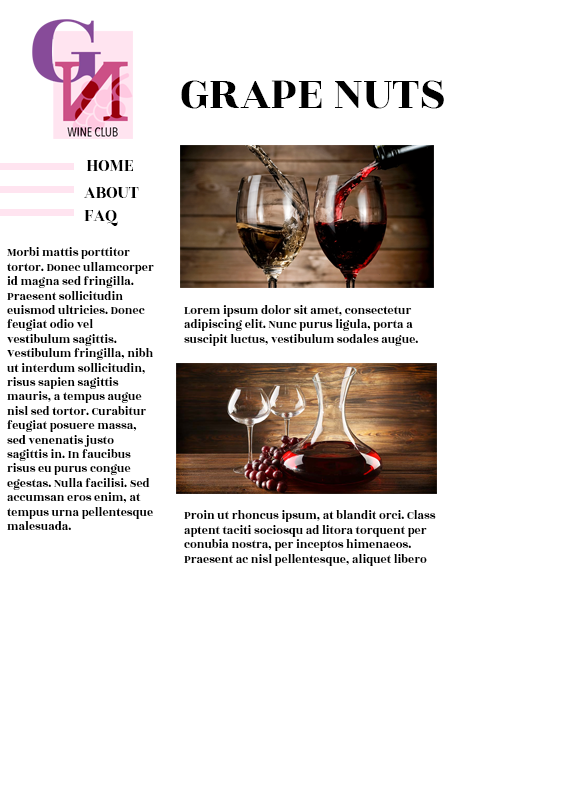 GN
WINE CLUB
GRAPE NUTS
HOME
ABOUT
FAQ
Morbi mattis porttitor
tortor. Donec ullamcorper
id magna sed fringilla.
Praesent sollicitudin
euismod ultricies. Donec
feugiat odio vel
vestibulum sagittis.
Vestibulum fringilla, nibh
ut interdum sollicitudin,
risus sapien sagittis
mauris, a tempus augue
nisl sed tortor. Curabitur
feugiat posuere massa,
sed venenatis justo
sagittis in. In faucibus
risus eu purus congue
egestas. Nulla facilisi. Sed
accumsan eros enim, at
tempus urna pellentesque
malesuada.
Lorem ipsum dolor sit amet, consectetur
adipiscing elit. Nunc purus ligula, porta a
suscipit luctus, vestibulum sodales augue.
Proin ut rhoncus ipsum, at blandit orci. Class
aptent taciti sociosqu ad litora torquent per
conubia nostra, per inceptos himenaeos.
Praesent ac nisl pellentesque, aliquet libero